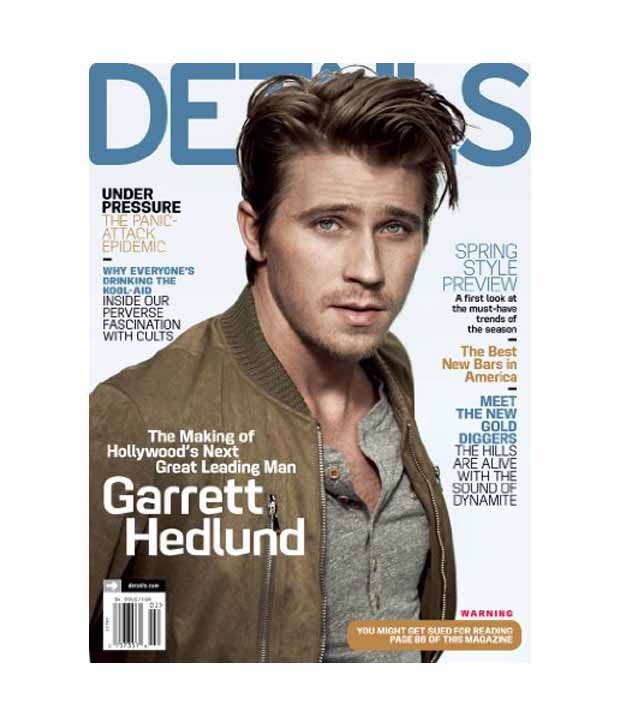 DETAILS
UNDER
PRESSURE
THE PANIC-
ATTACK
EPIDEMIC
WHY EVERYONE'S
DRINKING THE
KOOL-AID
INSIDE OUR
PERVERSE
FASCINATION
WITH CULTS
SPRING
STYLE
PREVIEW
A first look at
the must-have
trends of
the season
The Best
New Bars in
America
MEET
THE NEW
GOLD
DIGGERS
THE HILLS
ARE ALIVE
WITH THE
SOUND OF
DYNAMITE
The Making of
Hollywood's Next
Great Leading Man
Garrett
Hedlund
details.com
02>
WARNING
YOU MIGHT GET SUED FOR READING
PAGE 86 OF THIS MAGAZINE